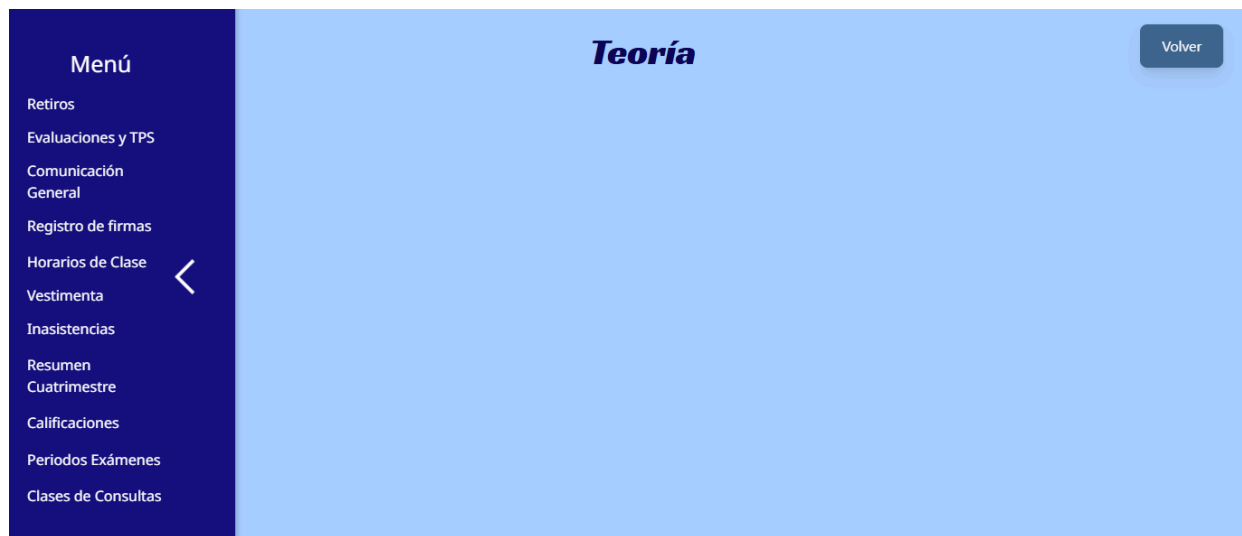 Menú
Retiros
Evaluaciones y TPS
Comunicación
General
Registro de firmas
Horarios de Clase
Vestimenta
Inasistencias
Resumen
Cuatrimestre
Calificaciones
Periodos Exámenes
Clases de Consultas
Teoría
Volver